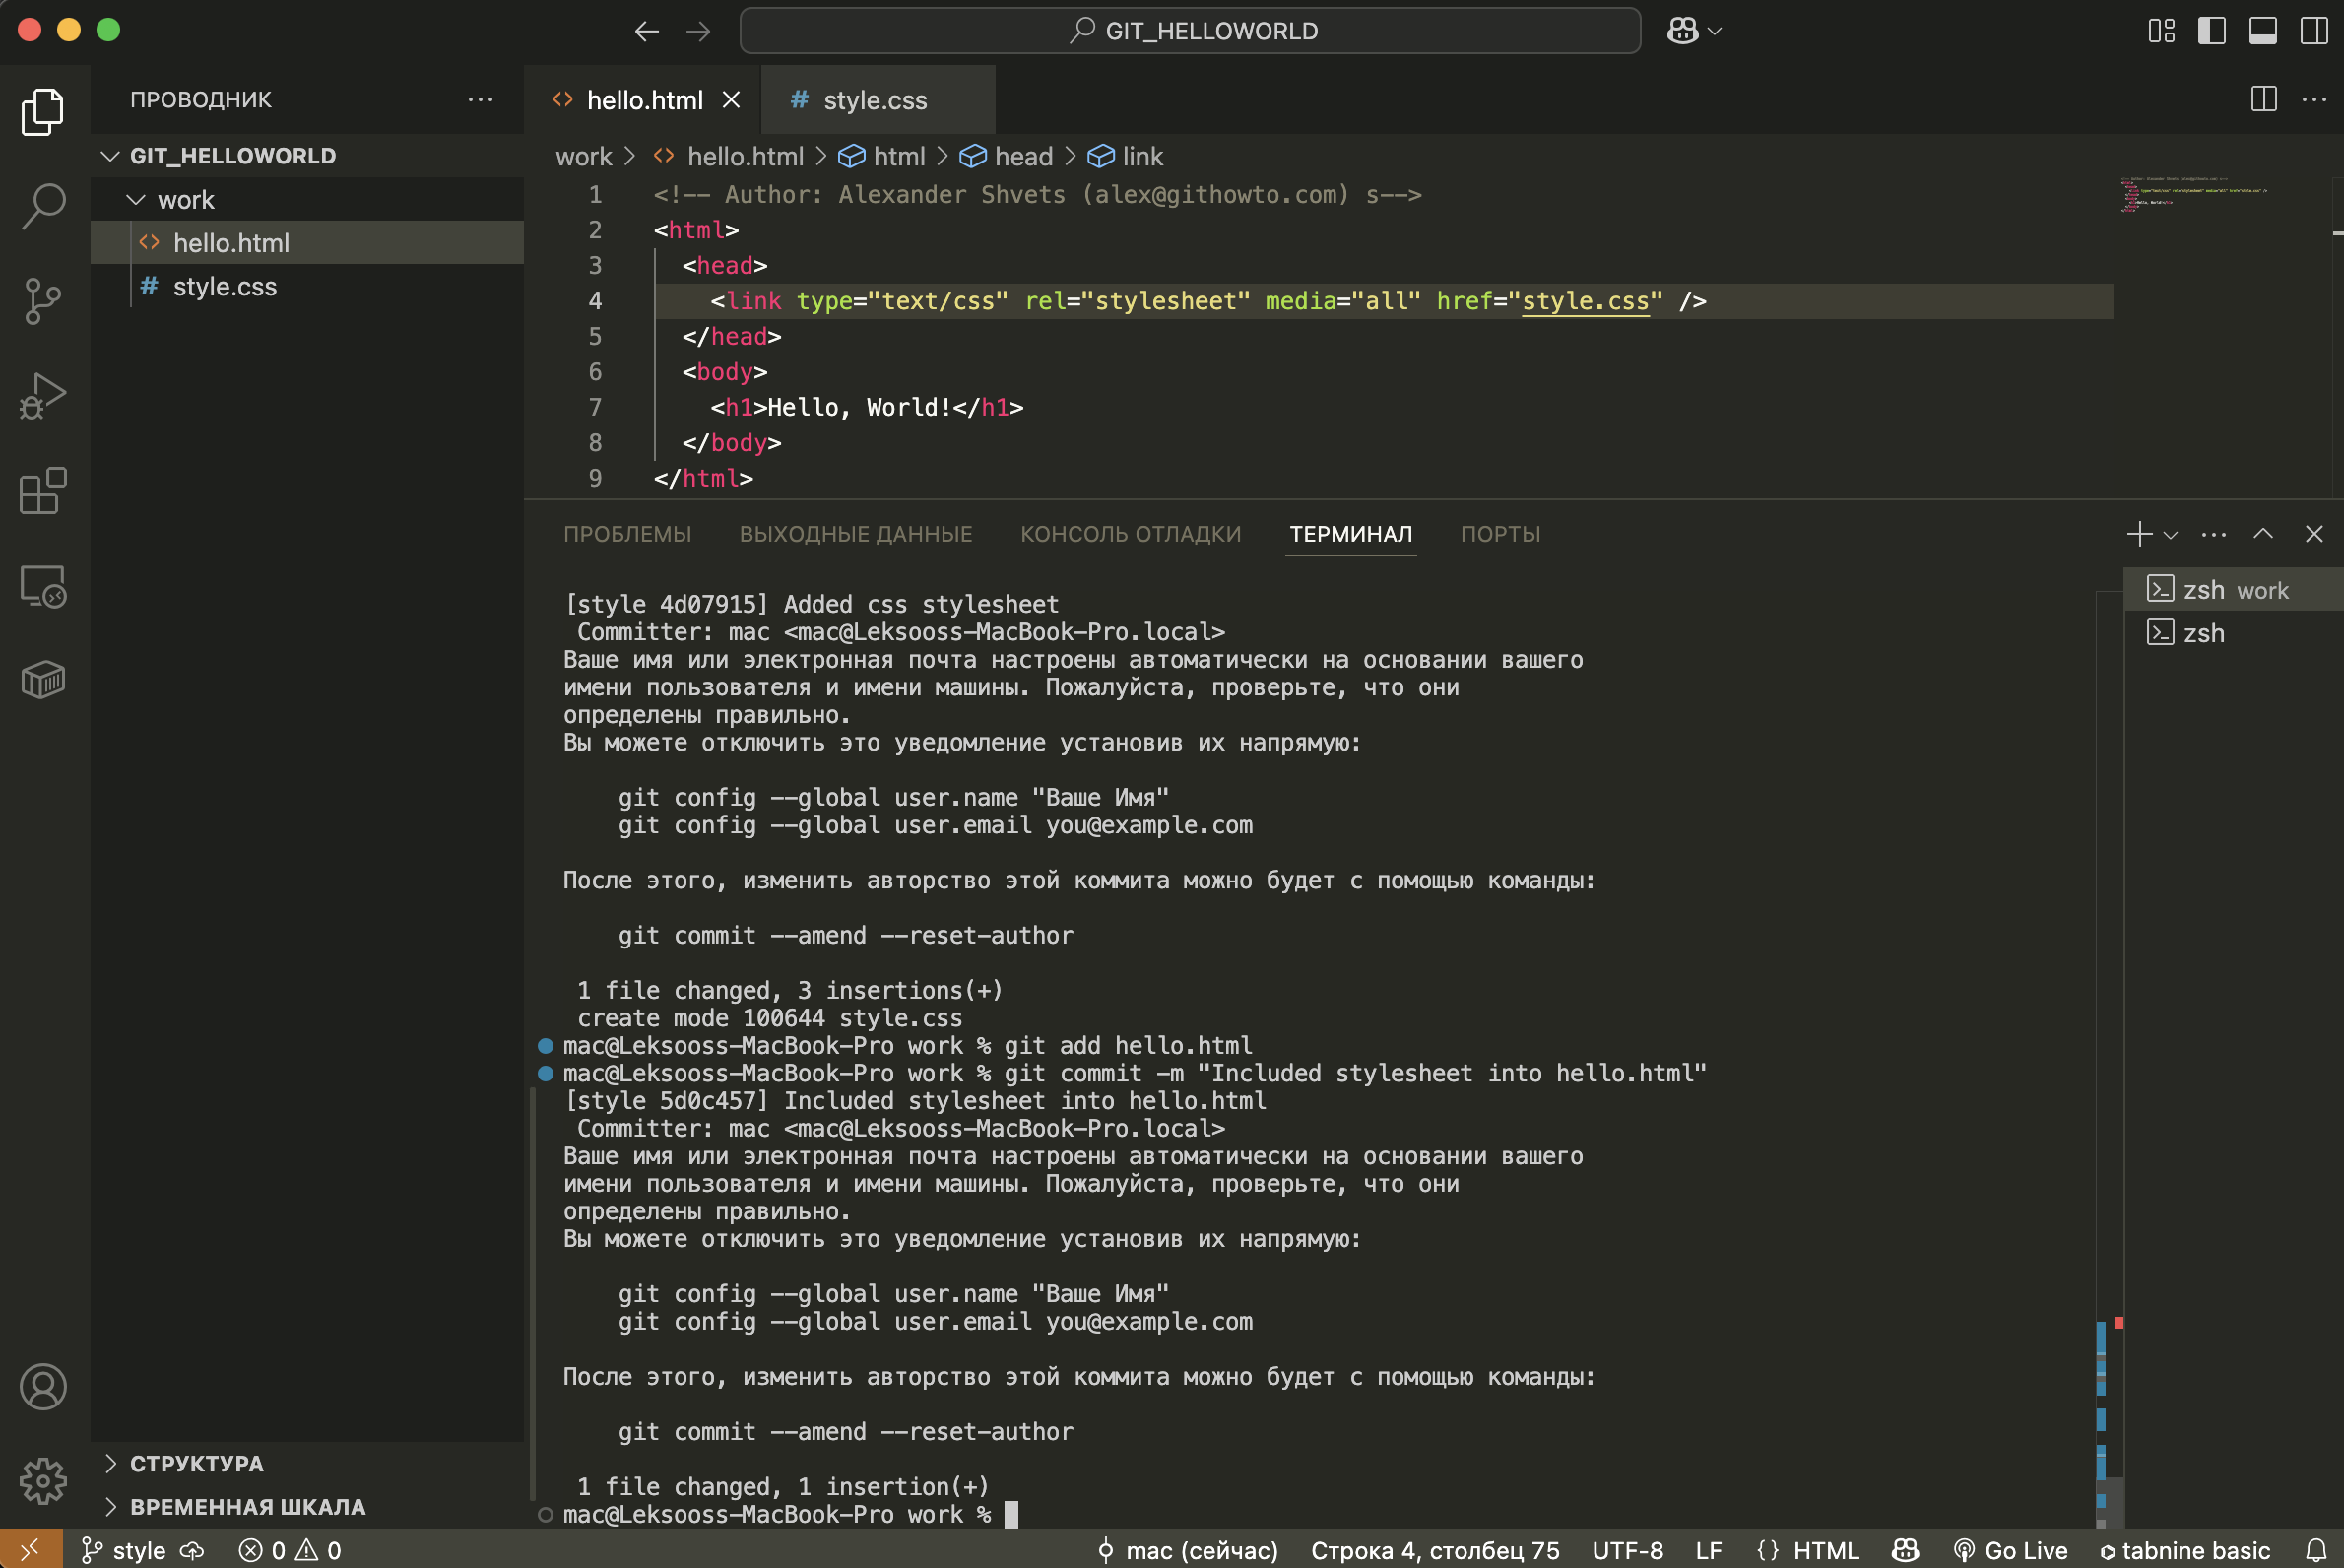 GIT_HELLOWORLD
ПРОВОДНИК
GIT_HELLOWORLD
work
hello.html
style.css
СТРУКТУРА
ВРЕМЕННАЯ ШКАЛА
hello.html
style.css
work > hello.html > html > head > link
1 <!-- Author: Alexander Shvets (alex@githowto.com) s-->
2 <html>
3 <head>
4 <link type="text/css" rel="stylesheet" media="all" href="style.css" />
5 </head>
6 <body>
7 <h1>Hello, World!</h1>
8 </body>
9 </html>
ПРОБЛЕМЫ ВЫХОДНЫЕ ДАННЫЕ КОНСОЛЬ ОТЛАДКИ ТЕРМИНАЛ ПОРТЫ
zsh work
zsh
[style 4d07915] Added css stylesheet
Committer: mac <mac@Leksooss-MacBook-Pro.local>
Ваше имя или электронная почта настроены автоматически на основании вашего
имени пользователя и имени машины. Пожалуйста, проверьте, что они
определены правильно.
Вы можете отключить это уведомление установив их напрямую:
git config --global user.name "Ваше Имя"
git config --global user.email you@example.com
После этого, изменить авторство этой коммита можно будет с помощью команды:
git commit --amend --reset-author
1 file changed, 3 insertions(+)
create mode 100644 style.css
mac@Leksooss-MacBook-Pro work % git add hello.html
mac@Leksooss-MacBook-Pro work % git commit -m "Included stylesheet into hello.html"
[style 5d0c457] Included stylesheet into hello.html
Committer: mac <mac@Leksooss-MacBook-Pro.local>
Ваше имя или электронная почта настроены автоматически на основании вашего
имени пользователя и имени машины. Пожалуйста, проверьте, что они
определены правильно.
Вы можете отключить это уведомление установив их напрямую:
git config --global user.name "Ваше Имя"
git config --global user.email you@example.com
После этого, изменить авторство этой коммита можно будет с помощью команды:
git commit --amend --reset-author
1 file changed, 1 insertion(+)
mac@Leksooss-MacBook-Pro work %
style 0 0 mac (сейчас) Строка 4, столбец 75 UTF-8 LF {} HTML Go Live tabnine basic